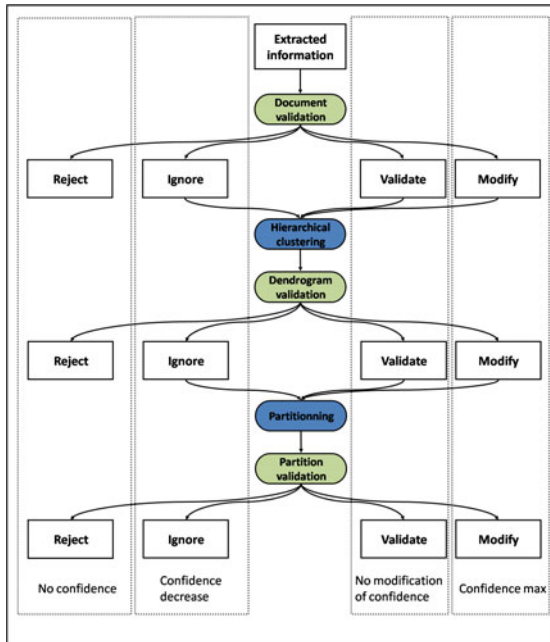 Extracted
information
Document
validation
Reject
Ignore
Validate
Modify
Hierarchical
clustering
Dendrogram
validation
Reject
Ignore
Validate
Modify
Partitionning
Partition
validation
Reject
Ignore
Validate
Modify
No confidence
Confidence
decrease
No modification
of confidence
Confidence max